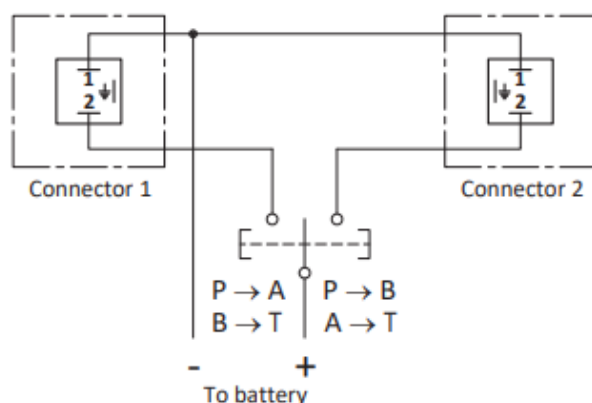 1
2
1
2
Connector 1
Connector 2
P → A
P → B
B → T
A → T
- +
To battery